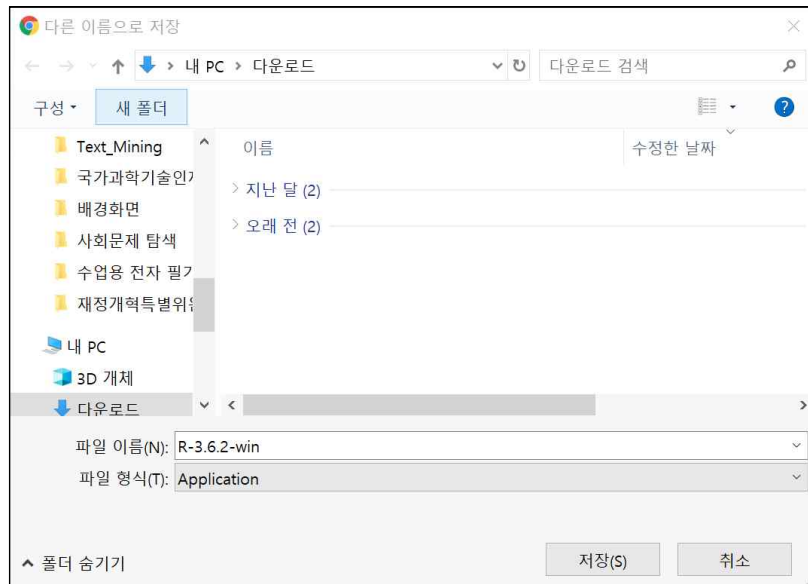 다른 이름으로 저장
내 PC > 다운로드
다운로드 검색
구성
새 폴더
Text_Mining
국가과학기술인
배경화면
사회문제 탐색
수업용 전자 필기
재정개혁특별위원
내 PC
3D 개체
다운로드
이름
수정한 날짜
지난 달 (2)
오래 전 (2)
파일 이름(N): R-3.6.2-win
파일 형식(T): Application
폴더 숨기기
저장(S)
취소